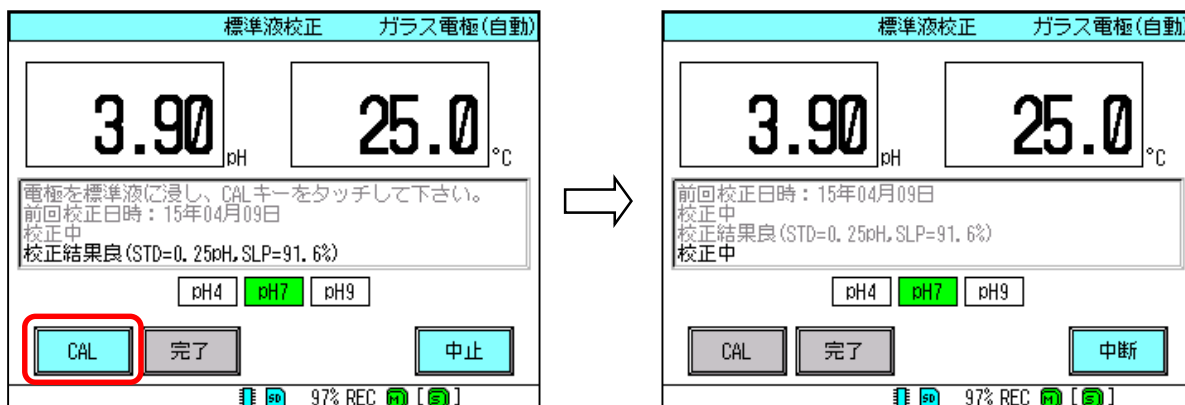 標準液校正 ガラス電極(自動)
3.90 pH 25.0 °C
電極を標準液に浸し、CALキーをタッチして下さい。
前回校正日時：15年04月09日
校正中
校正結果良(STD=0.25pH,SLP=91.6%)
pH4 pH7 pH9
CAL 完了 中止
SD 97% REC M [S]
標準液校正 ガラス電極(自動)
3.90 pH 25.0 °C
前回校正日時：15年04月09日
校正中
校正結果良(STD=0.25pH,SLP=91.6%)
校正中
pH4 pH7 pH9
CAL 完了 中断
SD 97% REC M [S]